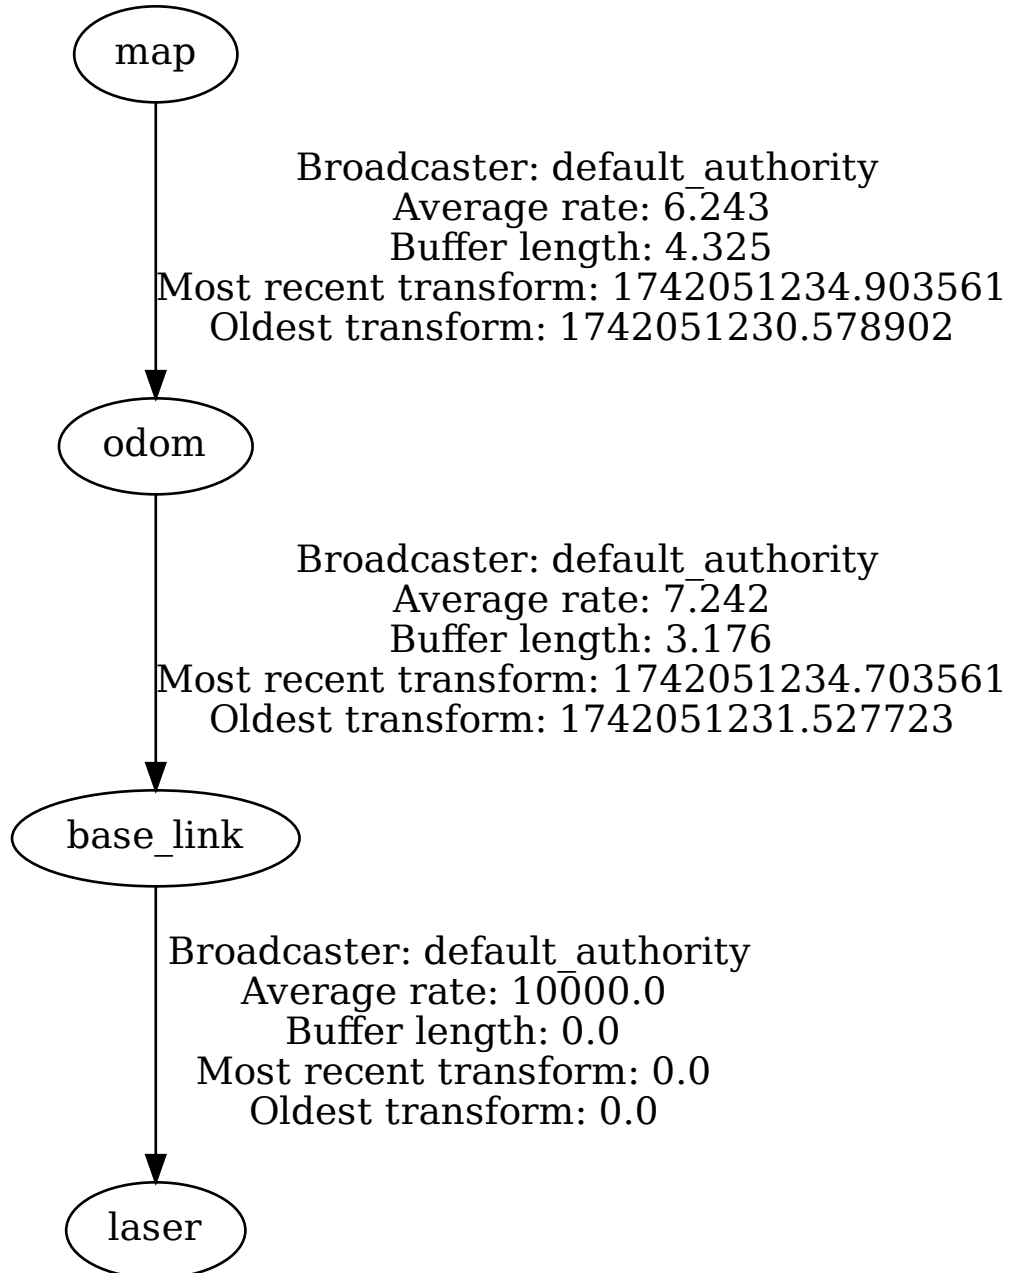 map
Broadcaster: default_authority
Average rate: 6.243
Buffer length: 4.325
Most recent transform: 1742051234.903561
Oldest transform: 1742051230.578902
odom
Broadcaster: default_authority
Average rate: 7.242
Buffer length: 3.176
Most recent transform: 1742051234.703561
Oldest transform: 1742051231.527723
base_link
Broadcaster: default_authority
Average rate: 10000.0
Buffer length: 0.0
Most recent transform: 0.0
Oldest transform: 0.0
laser